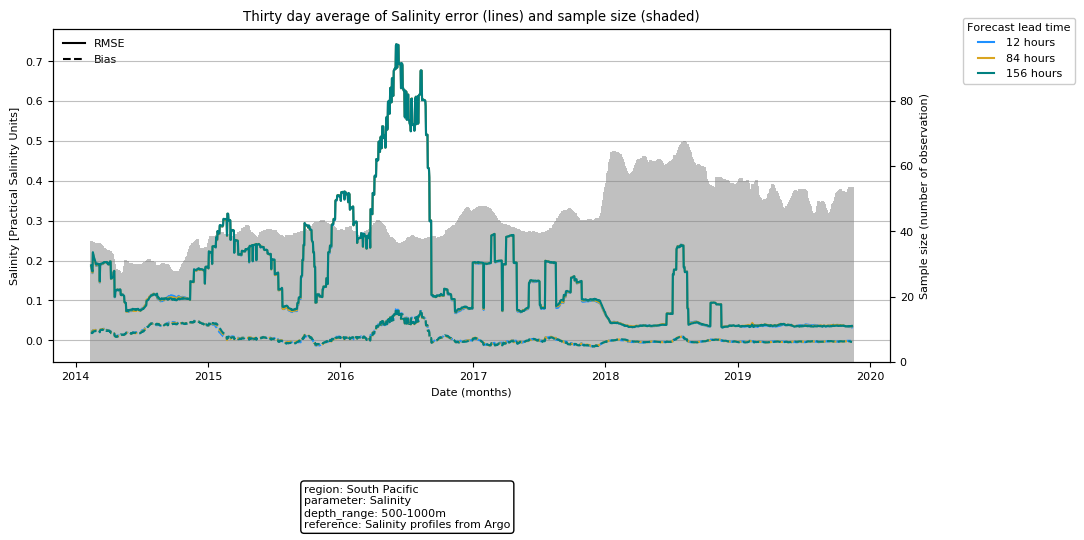 Thirty day average of Salinity error (lines) and sample size (shaded)
RMSE
Bias
Forecast lead time
12 hours
84 hours
156 hours
Salinity [Practical Salinity Units]
0.7
0.6
0.5
0.4
0.3
0.2
0.1
0.0
Sample size (number of observation)
80
60
40
20
0
2014 2015 2016 2017 2018 2019 2020
Date (months)
region: South Pacific
parameter: Salinity
depth_range: 500-1000m
reference: Salinity profiles from Argo